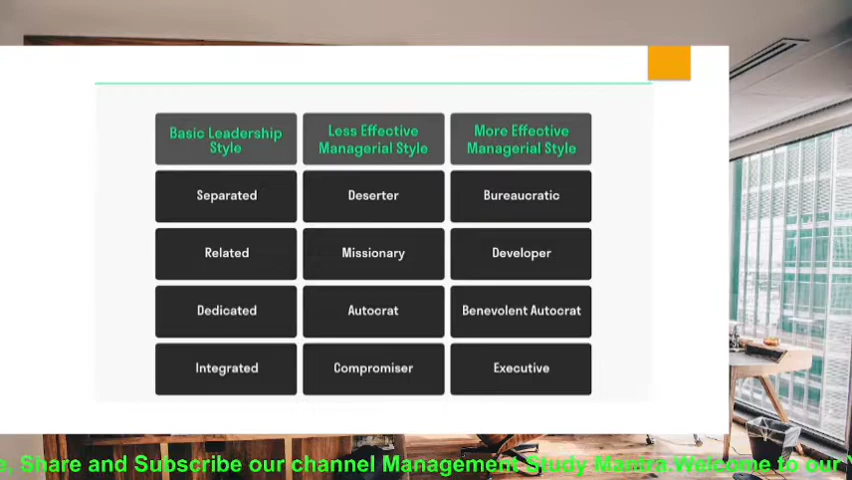 Basic Leadership
Style
Less Effective
Managerial Style
More Effective
Managerial Style
Separated
Deserter
Bureaucratic
Related
Missionary
Developer
Dedicated
Autocrat
Benevolent Autocrat
Integrated
Compromiser
Executive
Share and Subscribe our channel Management Study Mantra.Welcome to our